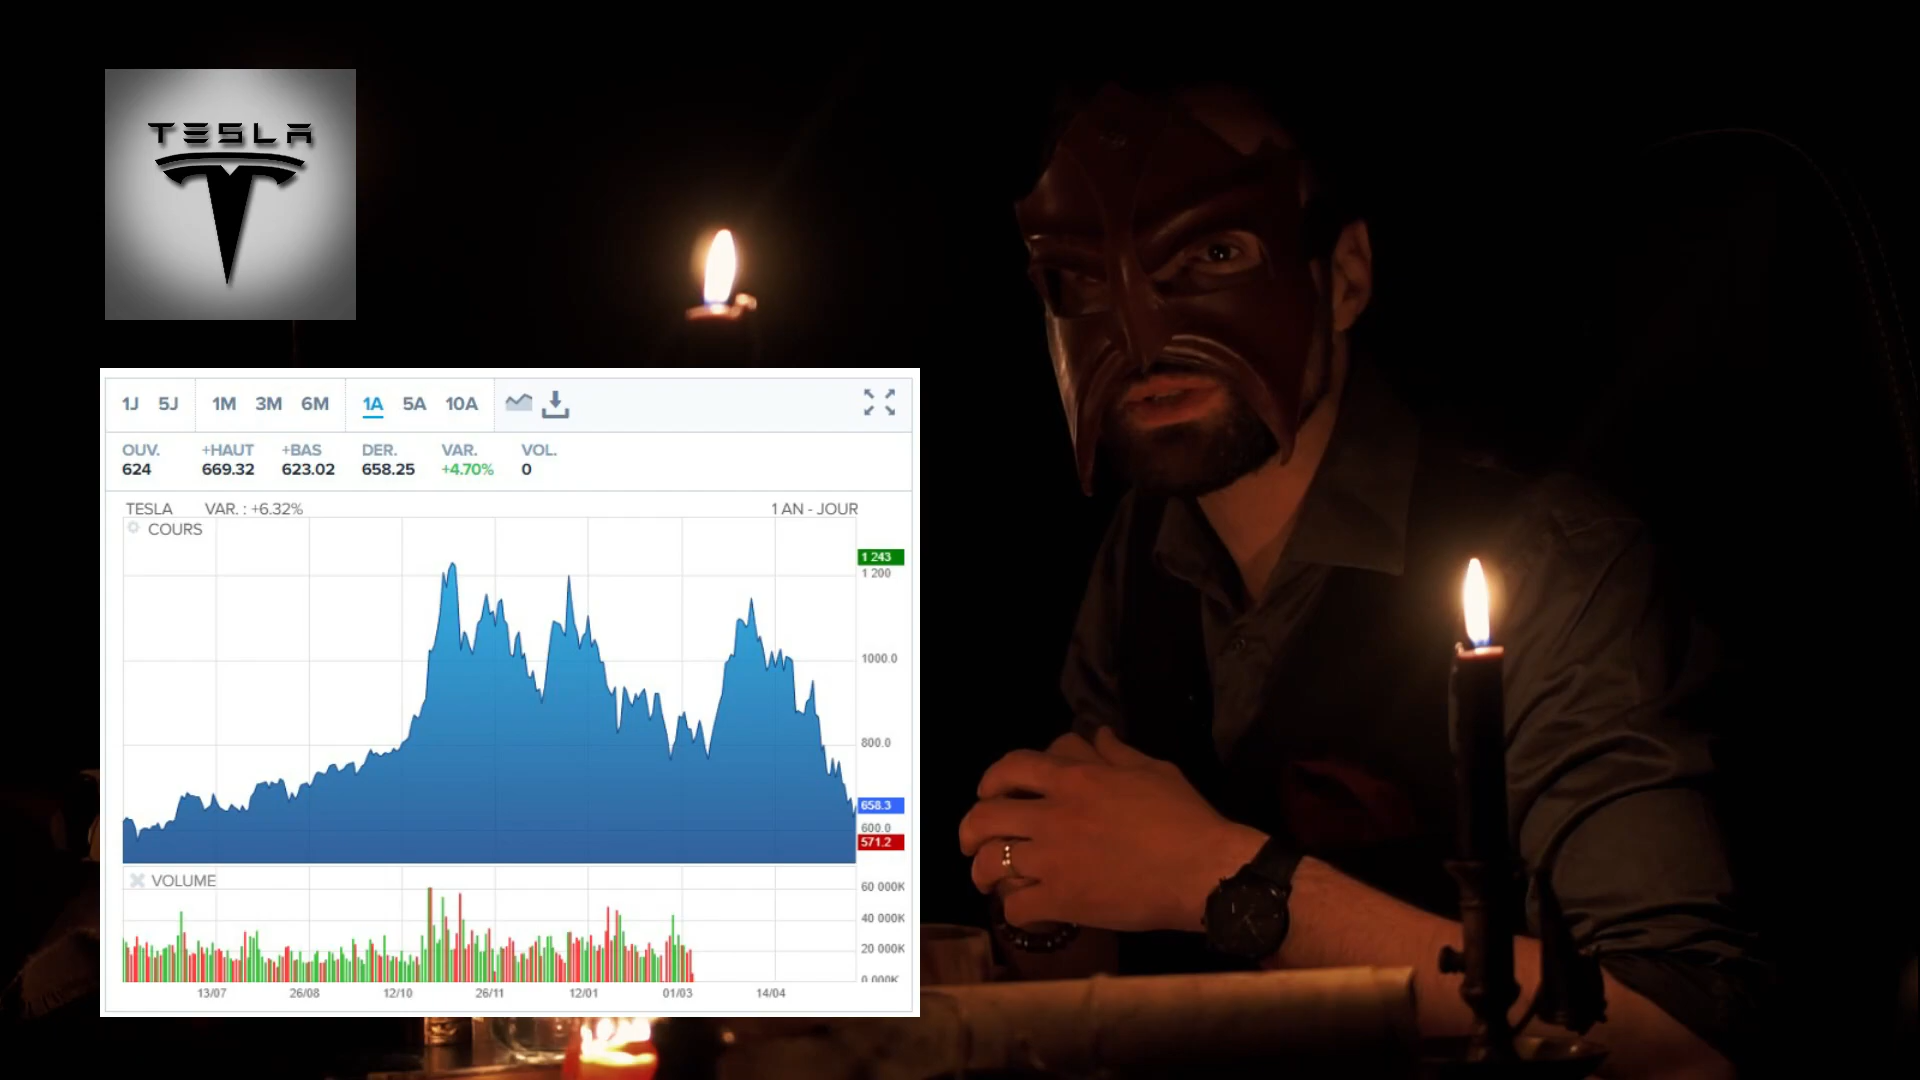 TESLA
1J 5J 1M 3M 6M 1A 5A 10A
OUV. +HAUT +BAS DER. VAR. VOL.
624 669.32 623.02 658.25 +4.70% 0
TESLA VAR. : +6.32% 1 AN - JOUR
COURS
1 243
1 200
1000.0
800.0
658.3
600.0
571.2
VOLUME
60 000K
40 000K
20 000K
0 000K
13/07 26/08 12/10 26/11 12/01 01/03 14/04